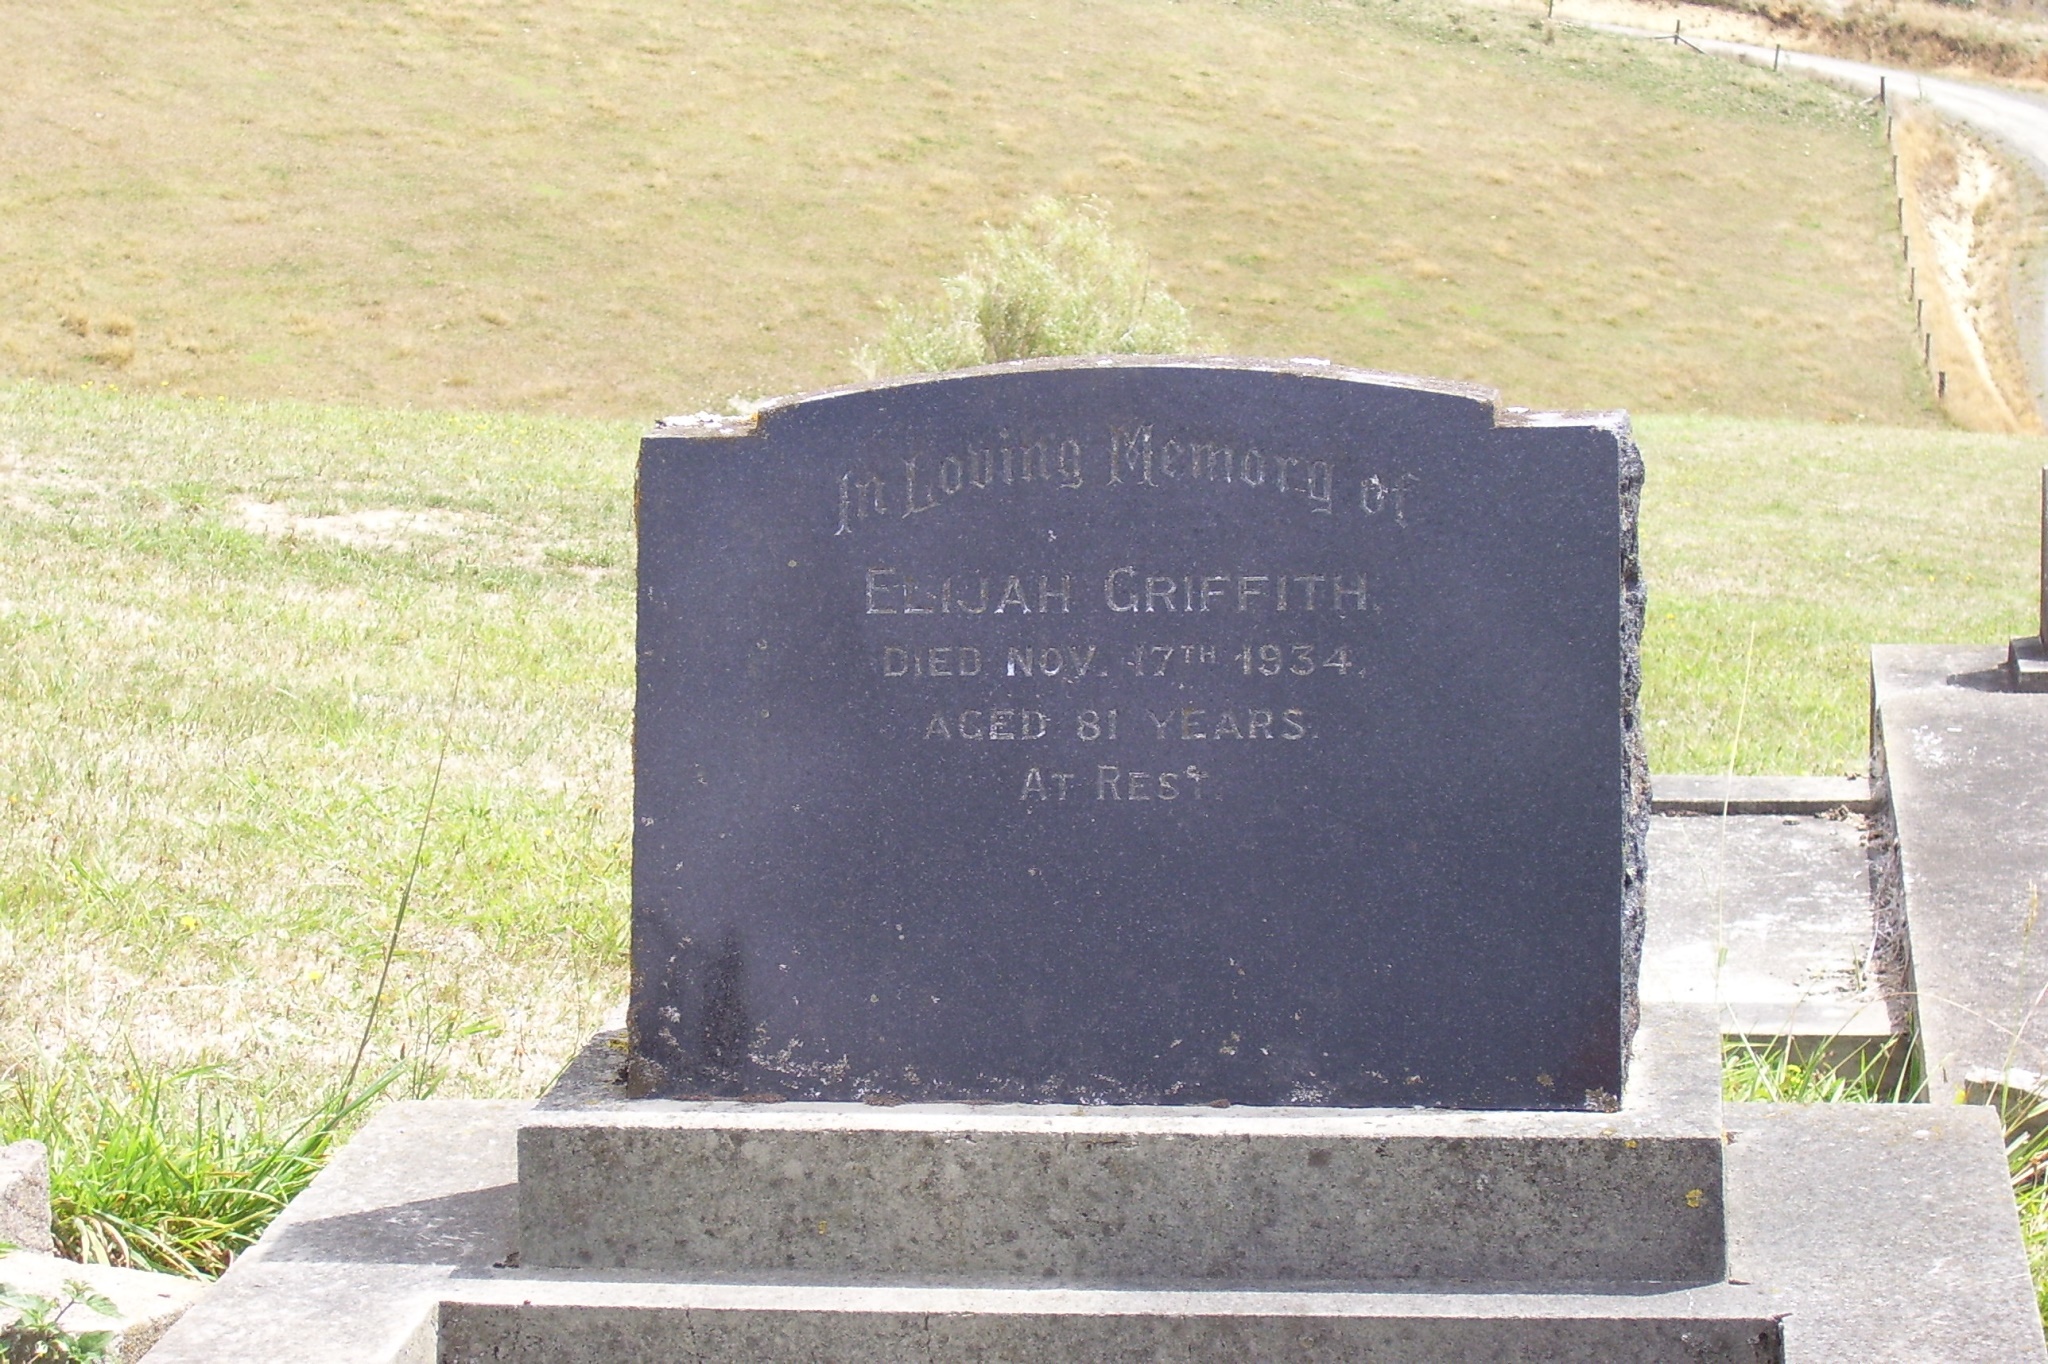 In Loving Memory of
ELIJAH GRIFFITH.
DIED NOV. 17TH 1934.
AGED 81 YEARS.
AT REST.